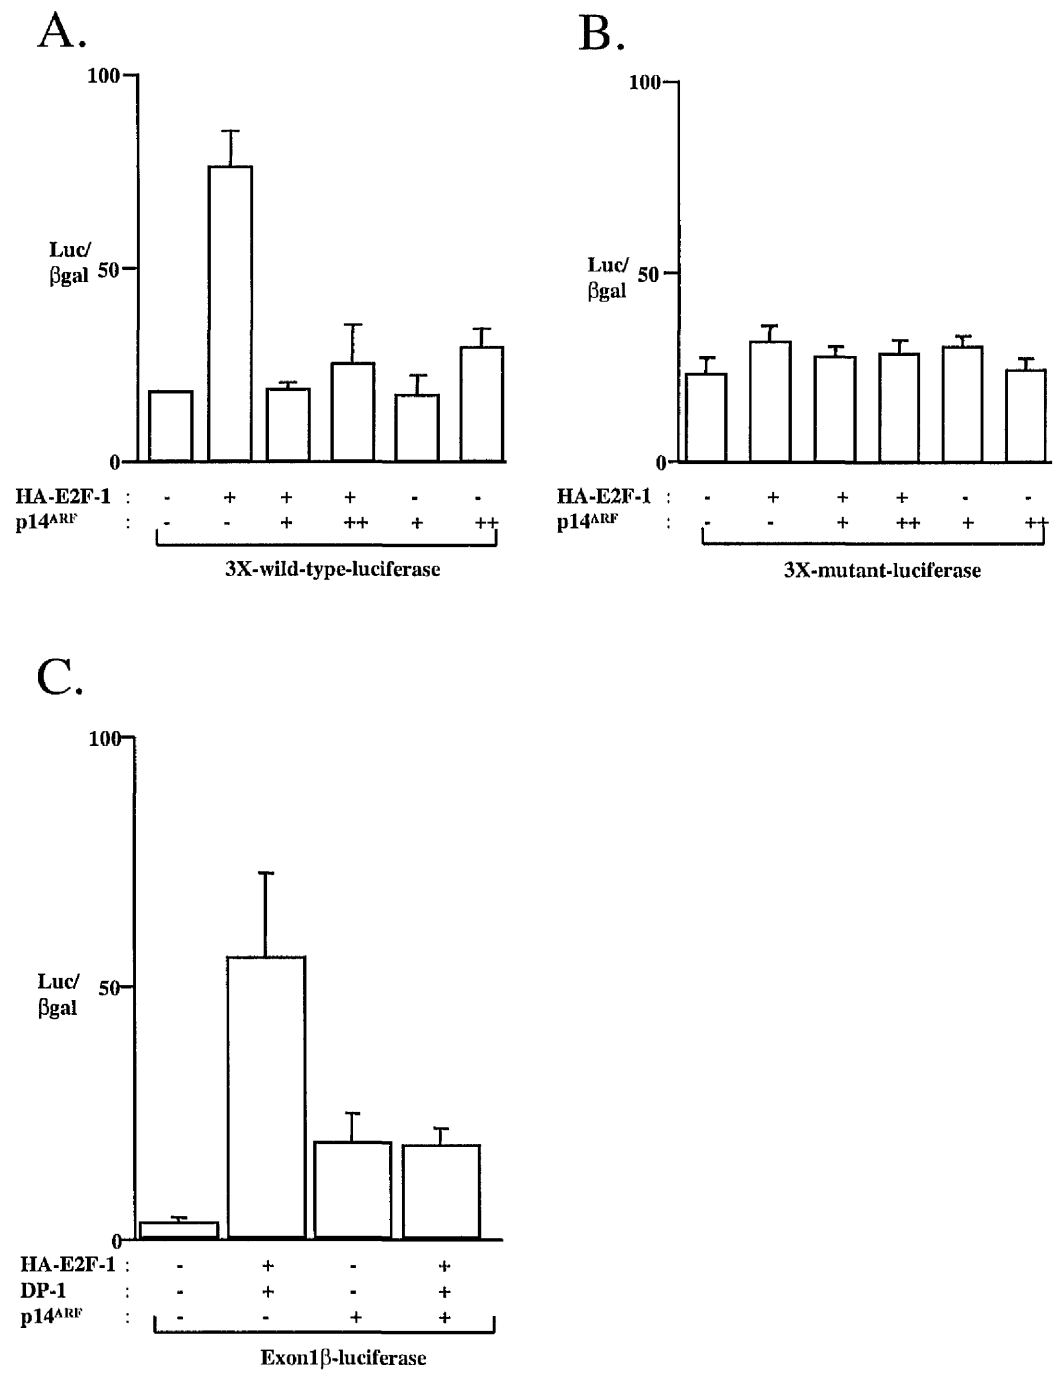 A.
100
Luc/
βgal 50
0
HA-E2F-1 : - + + + - -
p14ᴬᴿꟳ : - - + ++ + ++
3X-wild-type-luciferase
B.
100
Luc/
βgal 50
0
HA-E2F-1 : - + + + - -
p14ᴬᴿꟳ : - - + ++ + ++
3X-mutant-luciferase
C.
100
Luc/
βgal 50
0
HA-E2F-1 : - + - +
DP-1 : - + - +
p14ᴬᴿꟳ : - - + +
Exon1β-luciferase